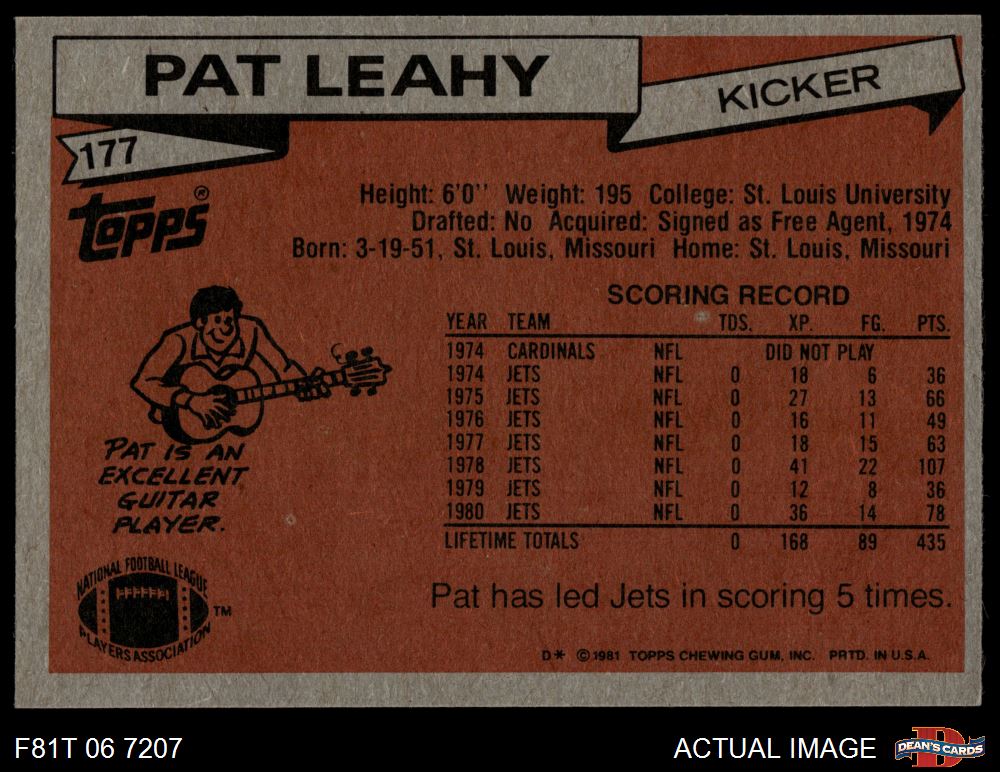 PAT LEAHY
KICKER
177
TOPPS®
Height: 6'0" Weight: 195 College: St. Louis University
Drafted: No Acquired: Signed as Free Agent, 1974
Born: 3-19-51, St. Louis, Missouri Home: St. Louis, Missouri
SCORING RECORD
YEAR TEAM TDS. XP. FG. PTS.
1974 CARDINALS NFL DID NOT PLAY
1974 JETS NFL 0 18 6 36
1975 JETS NFL 0 27 13 66
1976 JETS NFL 0 16 11 49
1977 JETS NFL 0 18 15 63
1978 JETS NFL 0 41 22 107
1979 JETS NFL 0 12 8 36
1980 JETS NFL 0 36 14 78
LIFETIME TOTALS 0 168 89 435
PAT IS AN
EXCELLENT
GUITAR
PLAYER.
NATIONAL FOOTBALL LEAGUE
PLAYERS ASSOCIATION
TM
Pat has led Jets in scoring 5 times.
D* © 1981 TOPPS CHEWING GUM, INC. PRTD. IN U.S.A.
F81T 06 7207
ACTUAL IMAGE
D
DEAN'S CARDS